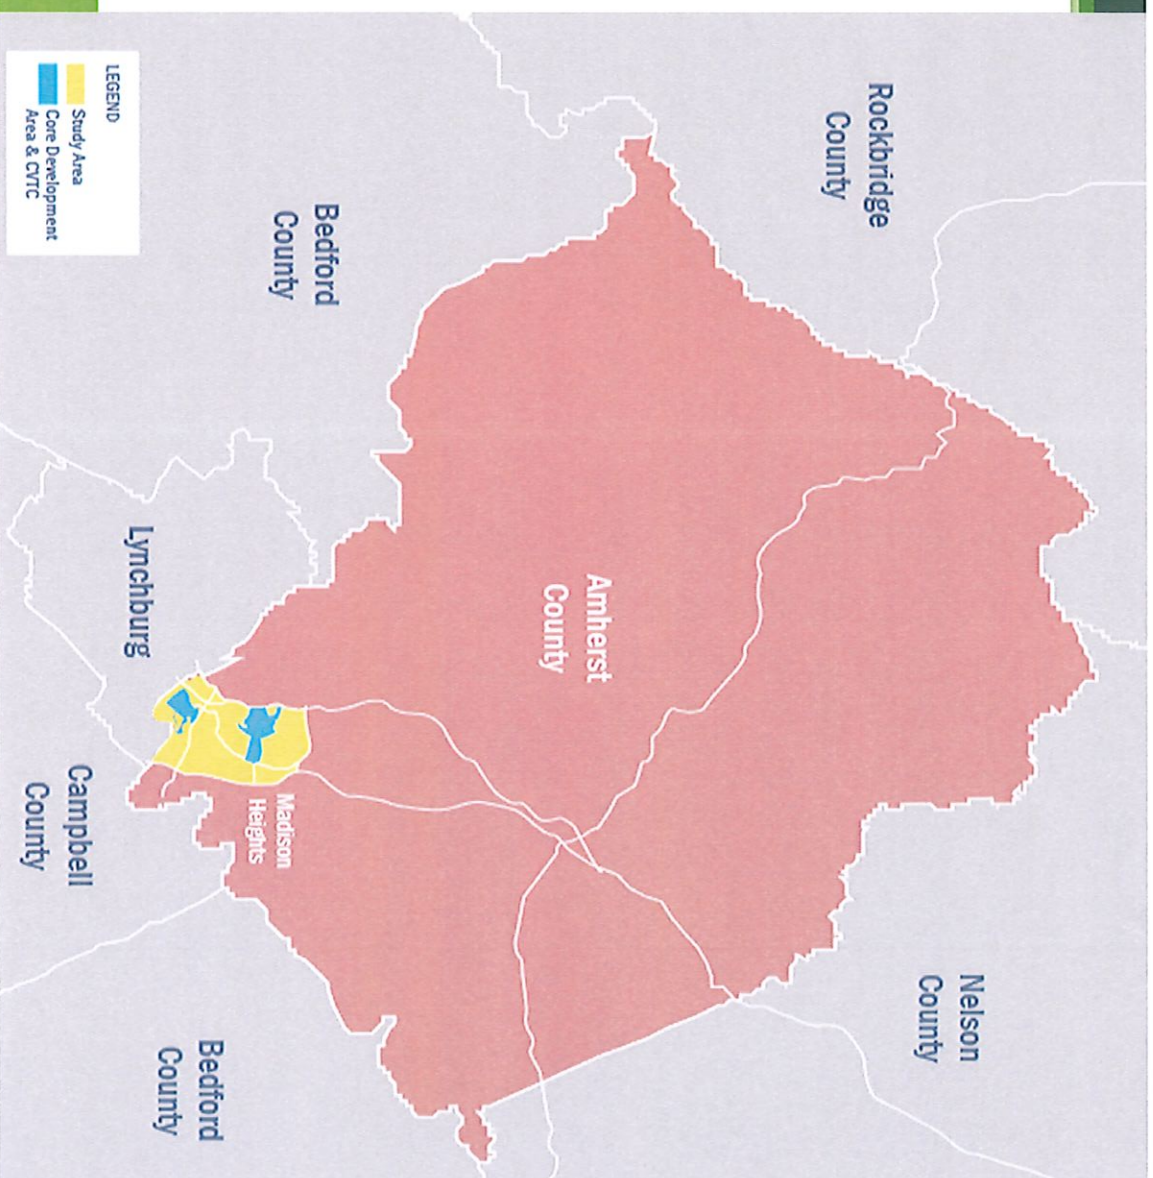 Rockbridge
County
Nelson
County
Amherst
County
Bedford
County
Madison
Heights
Lynchburg
Campbell
County
Bedford
County
LEGEND
Study Area
Core Development
Area & CVTC